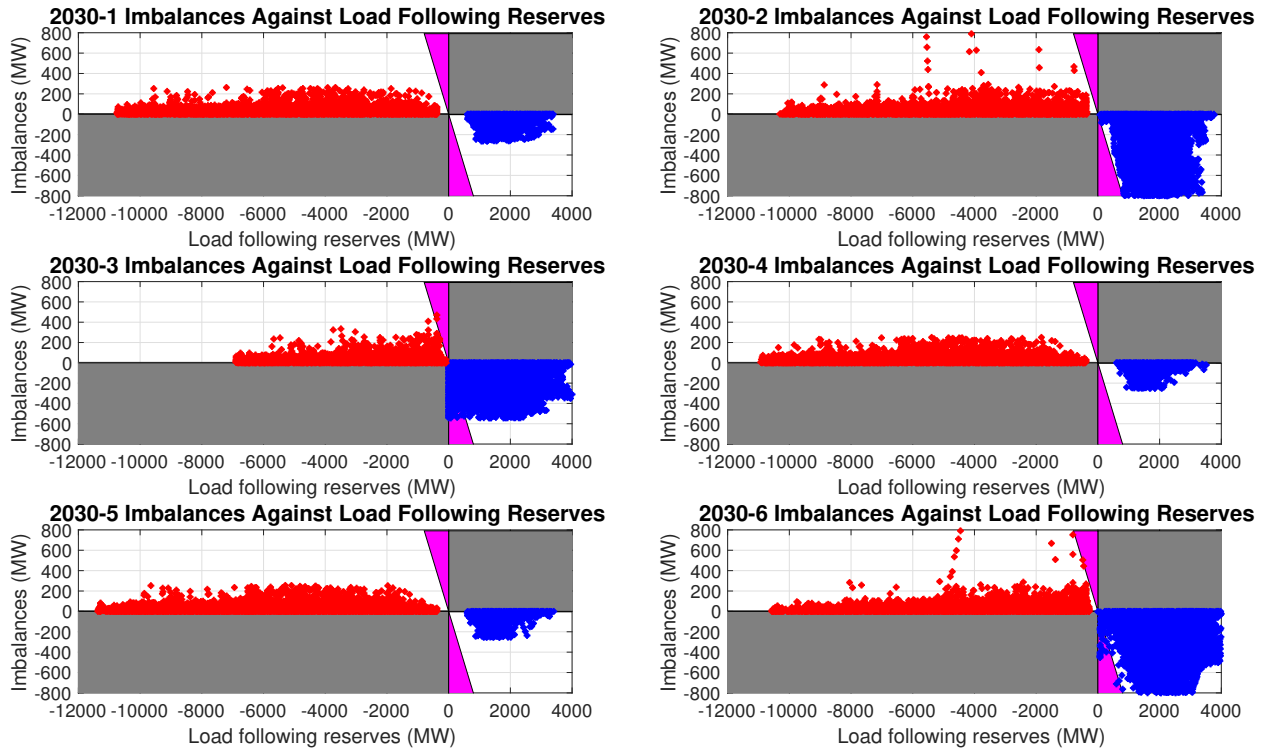 2030-1 Imbalances Against Load Following Reserves
800
600
400
200
0
-200
-400
-600
-800
Imbalances (MW)
-12000 -10000 -8000 -6000 -4000 -2000 0 2000 4000
Load following reserves (MW)
2030-2 Imbalances Against Load Following Reserves
800
600
400
200
0
-200
-400
-600
-800
Imbalances (MW)
-12000 -10000 -8000 -6000 -4000 -2000 0 2000 4000
Load following reserves (MW)
2030-3 Imbalances Against Load Following Reserves
800
600
400
200
0
-200
-400
-600
-800
Imbalances (MW)
-12000 -10000 -8000 -6000 -4000 -2000 0 2000 4000
Load following reserves (MW)
2030-4 Imbalances Against Load Following Reserves
800
600
400
200
0
-200
-400
-600
-800
Imbalances (MW)
-12000 -10000 -8000 -6000 -4000 -2000 0 2000 4000
Load following reserves (MW)
2030-5 Imbalances Against Load Following Reserves
800
600
400
200
0
-200
-400
-600
-800
Imbalances (MW)
-12000 -10000 -8000 -6000 -4000 -2000 0 2000 4000
Load following reserves (MW)
2030-6 Imbalances Against Load Following Reserves
800
600
400
200
0
-200
-400
-600
-800
Imbalances (MW)
-12000 -10000 -8000 -6000 -4000 -2000 0 2000 4000
Load following reserves (MW)